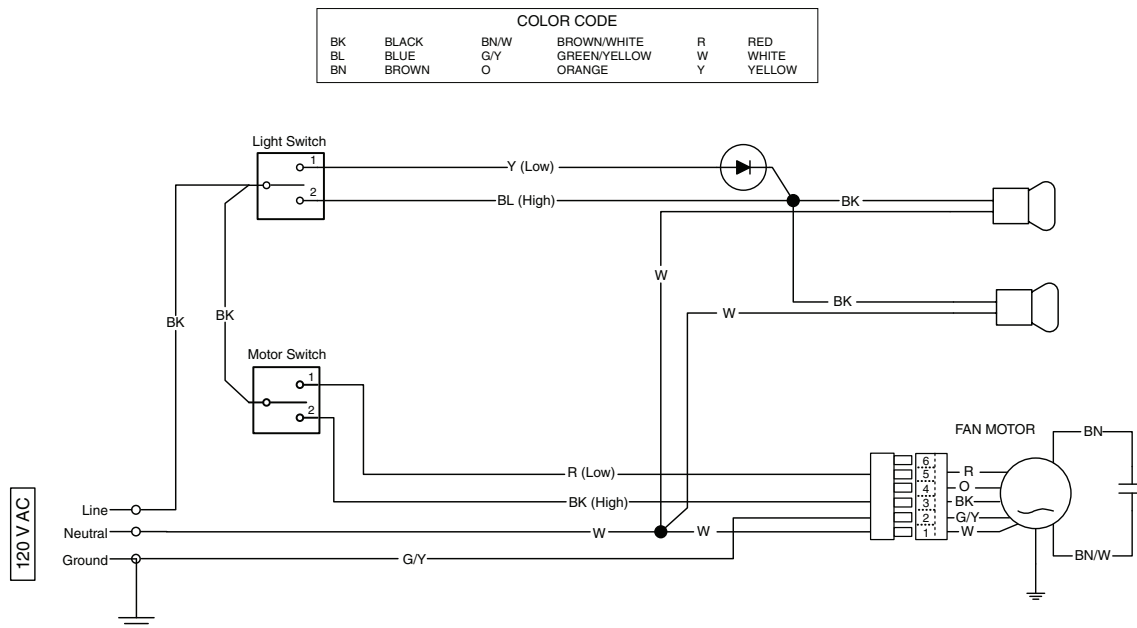 COLOR CODE
BK BLACK BN/W BROWN/WHITE R RED
BL BLUE G/Y GREEN/YELLOW W WHITE
BN BROWN O ORANGE Y YELLOW
Light Switch
1
Y (Low)
2
BL (High)
BK
W
BK
W
BK
BK
Motor Switch
1
2
FAN MOTOR
BN
R (Low)
6
5
R
4
O
BK (High)
3
BK
2
G/Y
1
W
120 V AC
Line
Neutral
W
W
Ground
G/Y
BN/W